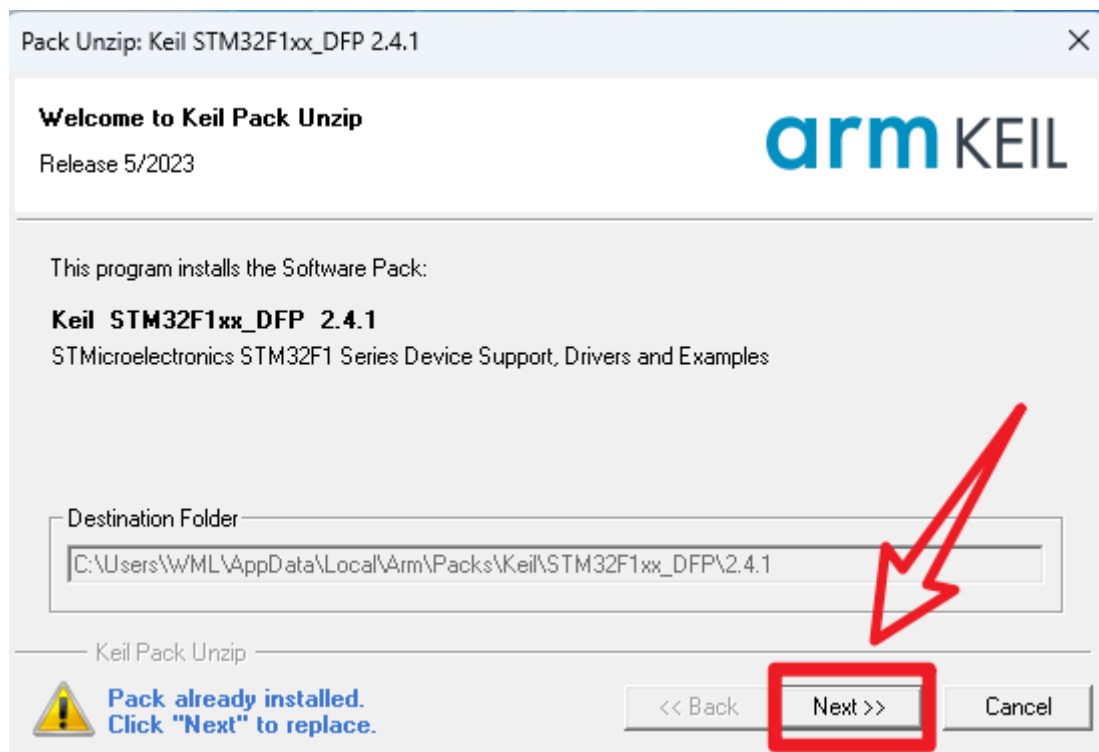 Pack Unzip: Keil STM32F1xx_DFP 2.4.1
Welcome to Keil Pack Unzip
Release 5/2023
arm KEIL
This program installs the Software Pack:
Keil STM32F1xx_DFP 2.4.1
STMicroelectronics STM32F1 Series Device Support, Drivers and Examples
Destination Folder
C:\Users\WML\AppData\Local\Arm\Packs\Keil\STM32F1xx_DFP\2.4.1
Keil Pack Unzip
Pack already installed.
Click "Next" to replace.
<< Back Next >> Cancel